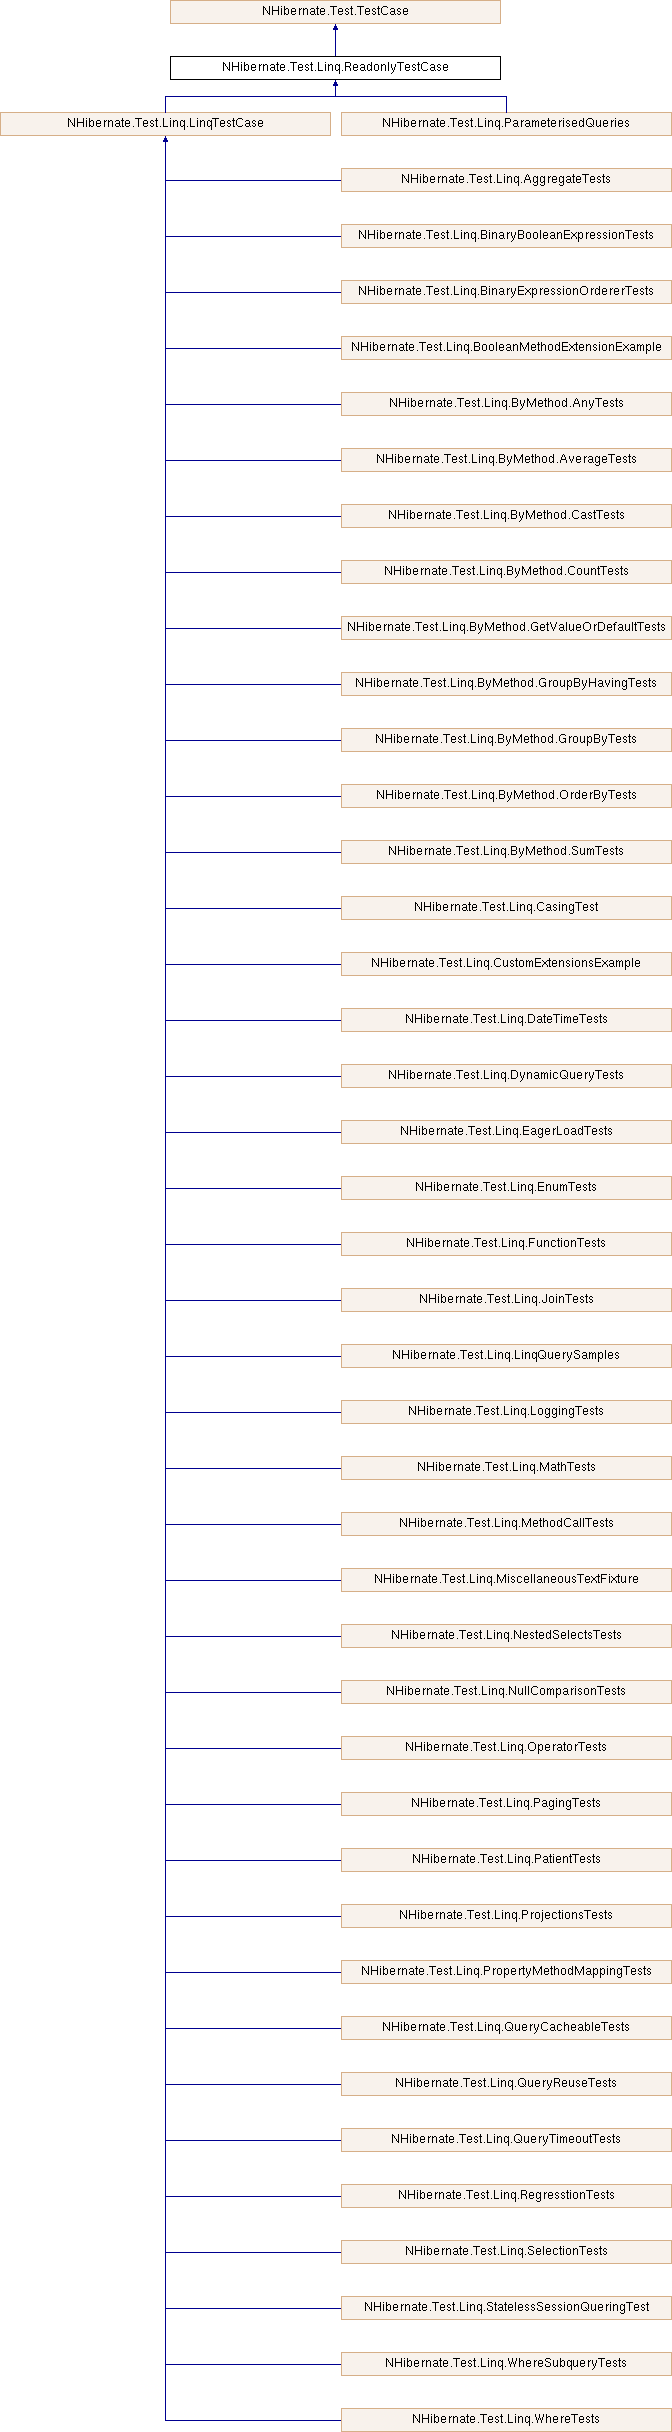 NHibernate.Test.TestCase
NHibernate.Test.Linq.ReadonlyTestCase
NHibernate.Test.Linq.LinqTestCase
NHibernate.Test.Linq.ParameterisedQueries
NHibernate.Test.Linq.AggregateTests
NHibernate.Test.Linq.BinaryBooleanExpressionTests
NHibernate.Test.Linq.BinaryExpressionOrdererTests
NHibernate.Test.Linq.BooleanMethodExtensionExample
NHibernate.Test.Linq.ByMethod.AnyTests
NHibernate.Test.Linq.ByMethod.AverageTests
NHibernate.Test.Linq.ByMethod.CastTests
NHibernate.Test.Linq.ByMethod.CountTests
NHibernate.Test.Linq.ByMethod.GetValueOrDefaultTests
NHibernate.Test.Linq.ByMethod.GroupByHavingTests
NHibernate.Test.Linq.ByMethod.GroupByTests
NHibernate.Test.Linq.ByMethod.OrderByTests
NHibernate.Test.Linq.ByMethod.SumTests
NHibernate.Test.Linq.CasingTest
NHibernate.Test.Linq.CustomExtensionsExample
NHibernate.Test.Linq.DateTimeTests
NHibernate.Test.Linq.DynamicQueryTests
NHibernate.Test.Linq.EagerLoadTests
NHibernate.Test.Linq.EnumTests
NHibernate.Test.Linq.FunctionTests
NHibernate.Test.Linq.JoinTests
NHibernate.Test.Linq.LinqQuerySamples
NHibernate.Test.Linq.LoggingTests
NHibernate.Test.Linq.MathTests
NHibernate.Test.Linq.MethodCallTests
NHibernate.Test.Linq.MiscellaneousTextFixture
NHibernate.Test.Linq.NestedSelectsTests
NHibernate.Test.Linq.NullComparisonTests
NHibernate.Test.Linq.OperatorTests
NHibernate.Test.Linq.PagingTests
NHibernate.Test.Linq.PatientTests
NHibernate.Test.Linq.ProjectionsTests
NHibernate.Test.Linq.PropertyMethodMappingTests
NHibernate.Test.Linq.QueryCacheableTests
NHibernate.Test.Linq.QueryReuseTests
NHibernate.Test.Linq.QueryTimeoutTests
NHibernate.Test.Linq.RegresstionTests
NHibernate.Test.Linq.SelectionTests
NHibernate.Test.Linq.StatelessSessionQueringTest
NHibernate.Test.Linq.WhereSubqueryTests
NHibernate.Test.Linq.WhereTests